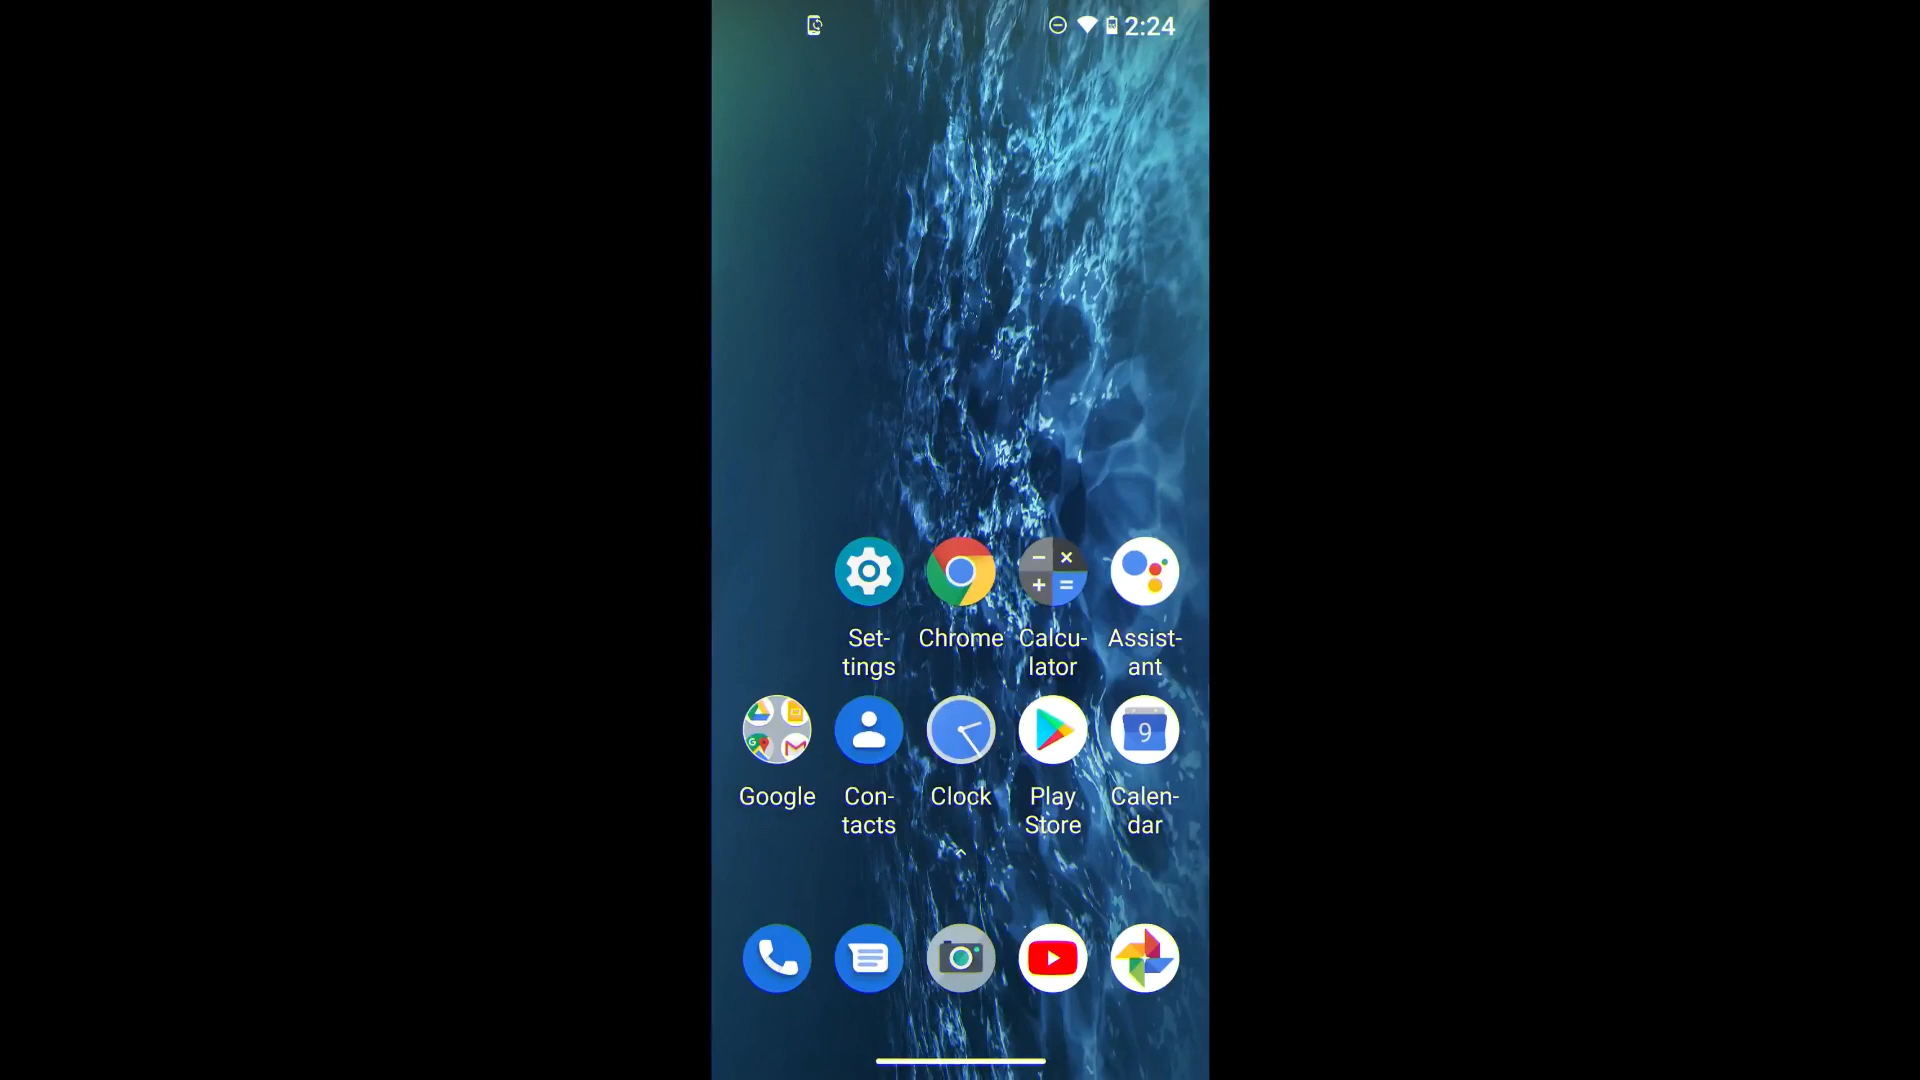 2:24
Set-
tings
Chrome
Calcu-
lator
Assist-
ant
9
Google
Con-
tacts
Clock
Play
Store
Calen-
dar